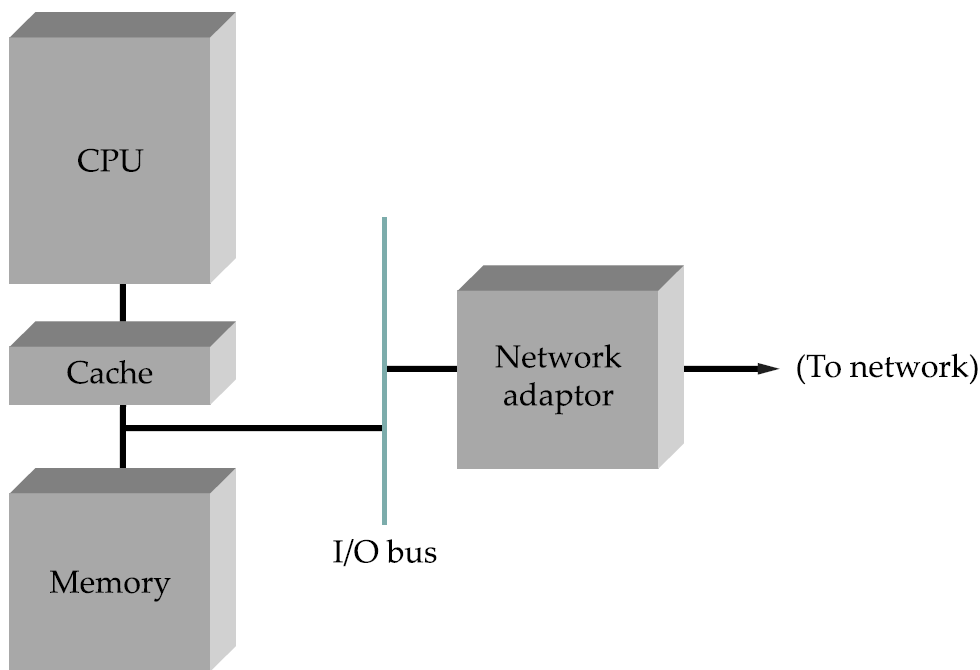 CPU
Cache
Memory
I/O bus
Network
adaptor
(To network)